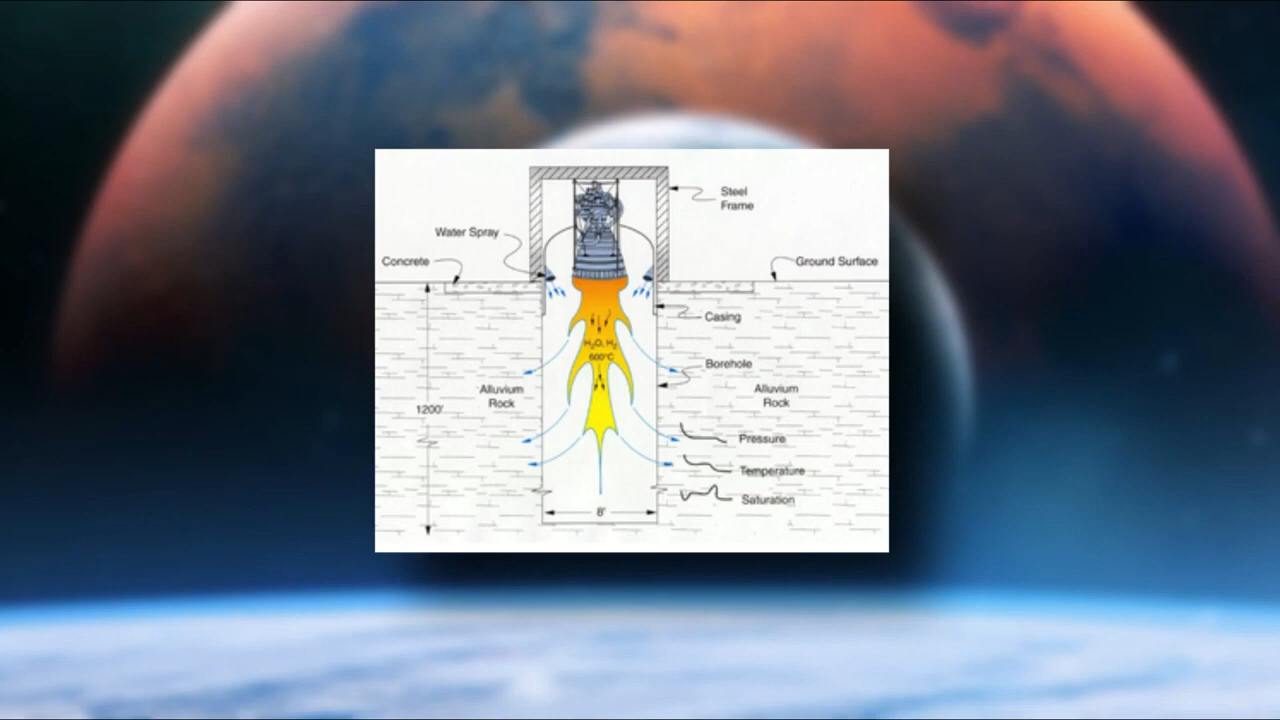 Steel
Frame
Water Spray
Concrete
Ground Surface
Casing
H2O, H2
600°C
Borehole
Alluvium
Rock
Alluvium
Rock
1200'
Pressure
Temperature
Saturation
8'